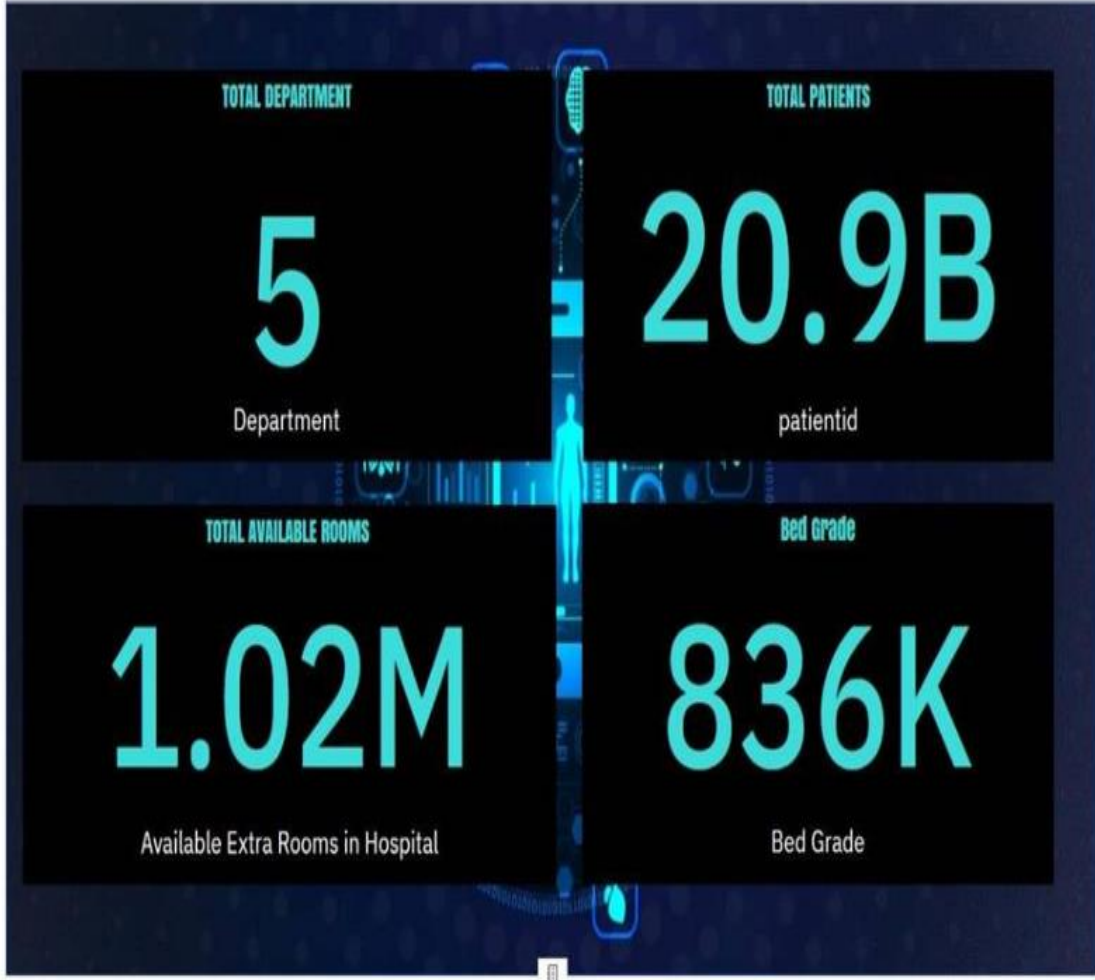 TOTAL DEPARTMENT
5
Department
TOTAL PATIENTS
20.9B
patientid
TOTAL AVAILABLE ROOMS
1.02M
Available Extra Rooms in Hospital
Bed Grade
836K
Bed Grade